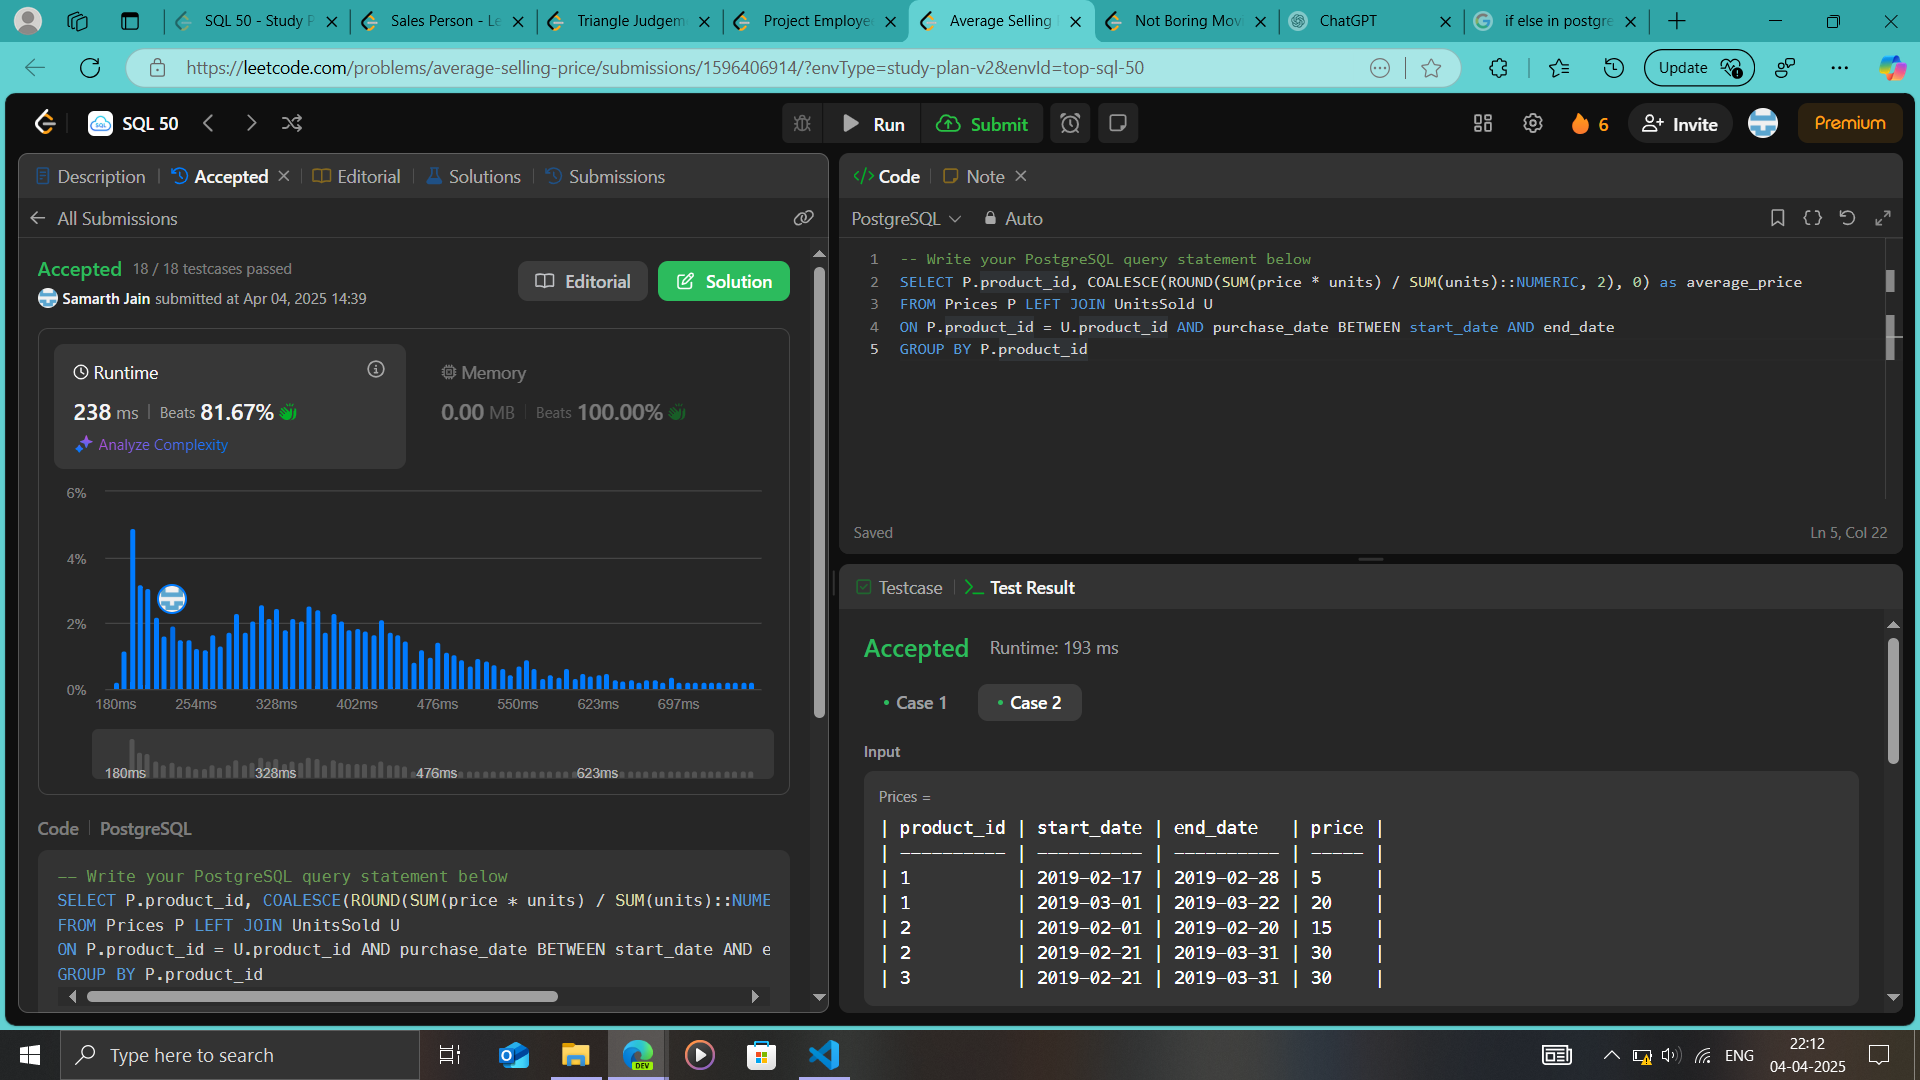 SQL 50 - Study P
Sales Person - Le
Triangle Judgeme
Project Employee
Average Selling
Not Boring Mov
ChatGPT
if else in postgre
https://leetcode.com/problems/average-selling-price/submissions/1596406914/?envType=study-plan-v2&envId=top-sql-50
Update
SQL 50
Run
Submit
6
Invite
Premium
Description
Accepted
Editorial
Solutions
Submissions
All Submissions
Accepted 18 / 18 testcases passed
Samarth Jain submitted at Apr 04, 2025 14:39
Editorial
Solution
Runtime
238 ms | Beats 81.67%
Analyze Complexity
Memory
0.00 MB | Beats 100.00%
6%
4%
2%
0%
180ms 254ms 328ms 402ms 476ms 550ms 623ms 697ms
180ms 328ms 476ms 623ms
Code | PostgreSQL
-- Write your PostgreSQL query statement below
SELECT P.product_id, COALESCE(ROUND(SUM(price * units) / SUM(units)::NUME
FROM Prices P LEFT JOIN UnitsSold U
ON P.product_id = U.product_id AND purchase_date BETWEEN start_date AND e
GROUP BY P.product_id
</> Code
Note
PostgreSQL
Auto
1 -- Write your PostgreSQL query statement below
2 SELECT P.product_id, COALESCE(ROUND(SUM(price * units) / SUM(units)::NUMERIC, 2), 0) as average_price
3 FROM Prices P LEFT JOIN UnitsSold U
4 ON P.product_id = U.product_id AND purchase_date BETWEEN start_date AND end_date
5 GROUP BY P.product_id
Saved
Ln 5, Col 22
Testcase
Test Result
Accepted Runtime: 193 ms
• Case 1
• Case 2
Input
Prices =
| product_id | start_date | end_date   | price |
| ---------- | ---------- | ---------- | ----- |
| 1          | 2019-02-17 | 2019-02-28 | 5     |
| 1          | 2019-03-01 | 2019-03-22 | 20    |
| 2          | 2019-02-01 | 2019-02-20 | 15    |
| 2          | 2019-02-21 | 2019-03-31 | 30    |
| 3          | 2019-02-21 | 2019-03-31 | 30    |
Type here to search
DEV
ENG
22:12
04-04-2025